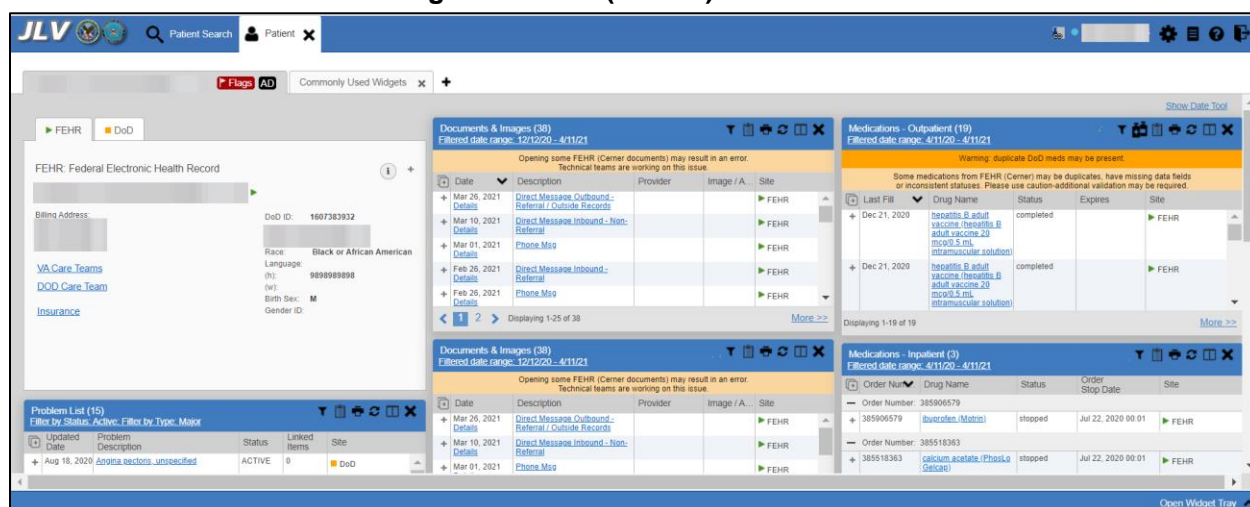 JLV Patient Search Patient
Flags AD Commonly Used Widgets
Show Date Tool
FEHR DoD
FEHR: Federal Electronic Health Record
Billing Address:
DoD ID: 1607383932
Race: Black or African American
Language:
(h): 9898989898
(w):
Birth Sex: M
Gender ID:
VA Care Teams
DOD Care Team
Insurance
Problem List (15)
Filter by Status: Active: Filter by Type: Major
Updated Date Problem Description Status Linked Items Site
Aug 18, 2020 Angina pectoris, unspecified ACTIVE 0 DoD
Documents & Images (38)
Filtered date range: 12/12/20 - 4/11/21
Opening some FEHR (Cerner documents) may result in an error.
Technical teams are working on this issue.
Date Description Provider Image / A... Site
Mar 26, 2021 Direct Message Outbound - FEHR
Details Referral / Outside Records
Mar 10, 2021 Direct Message Inbound - Non- FEHR
Details Referral
Mar 01, 2021 Phone Msg FEHR
Details
Feb 26, 2021 Direct Message Inbound - FEHR
Details Referral
Feb 26, 2021 Phone Msg FEHR
Details
1 2 Displaying 1-25 of 38 More >>
Documents & Images (38)
Filtered date range: 12/12/20 - 4/11/21
Opening some FEHR (Cerner documents) may result in an error.
Technical teams are working on this issue.
Date Description Provider Image / A... Site
Mar 26, 2021 Direct Message Outbound - FEHR
Details Referral / Outside Records
Mar 10, 2021 Direct Message Inbound - Non- FEHR
Details Referral
Mar 01, 2021 Phone Msg FEHR
Medications - Outpatient (19)
Filtered date range: 4/11/20 - 4/11/21
Warning: duplicate DoD meds may be present.
Some medications from FEHR (Cerner) may be duplicates, have missing data fields
or inconsistent statuses. Please use caution-additional validation may be required.
Last Fill Drug Name Status Expires Site
Dec 21, 2020 hepatitis B adult completed FEHR
vaccine (hepatitis B
adult vaccine 20
mcg/0.5 mL
intramuscular solution)
Dec 21, 2020 hepatitis B adult completed FEHR
vaccine (hepatitis B
adult vaccine 20
mcg/0.5 mL
intramuscular solution)
Displaying 1-19 of 19 More >>
Medications - Inpatient (3)
Filtered date range: 4/11/20 - 4/11/21
Order Num Drug Name Status Order Stop Date Site
Order Number: 385906579
385906579 ibuprofen (Motrin) stopped Jul 22, 2020 00:01 FEHR
Order Number: 385518363
385518363 calcium acetate (PhosLo stopped Jul 22, 2020 00:01 FEHR
Gelcap)
Open Widget Tray